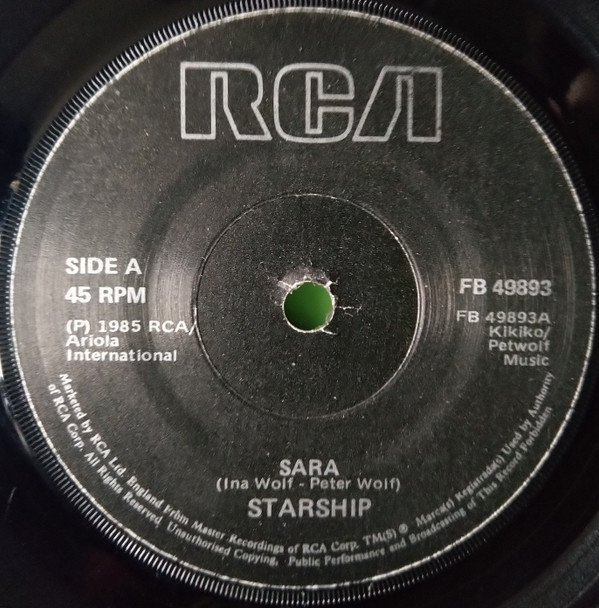 RCA
SIDE A
45 RPM
(P) 1985 RCA/
Ariola
International
FB 49893
FB 49893A
Kikiko/
Petwolf
Music
SARA
(Ina Wolf - Peter Wolf)
STARSHIP
Marketed by RCA Ltd, England From Master Recordings of RCA Corp. TM(S) ® Marca(s) Registrada(s) Used by Authority
of RCA Corp. All Rights Reserved. Unauthorised Copying, Public Performance and Broadcasting of This Record Forbidden